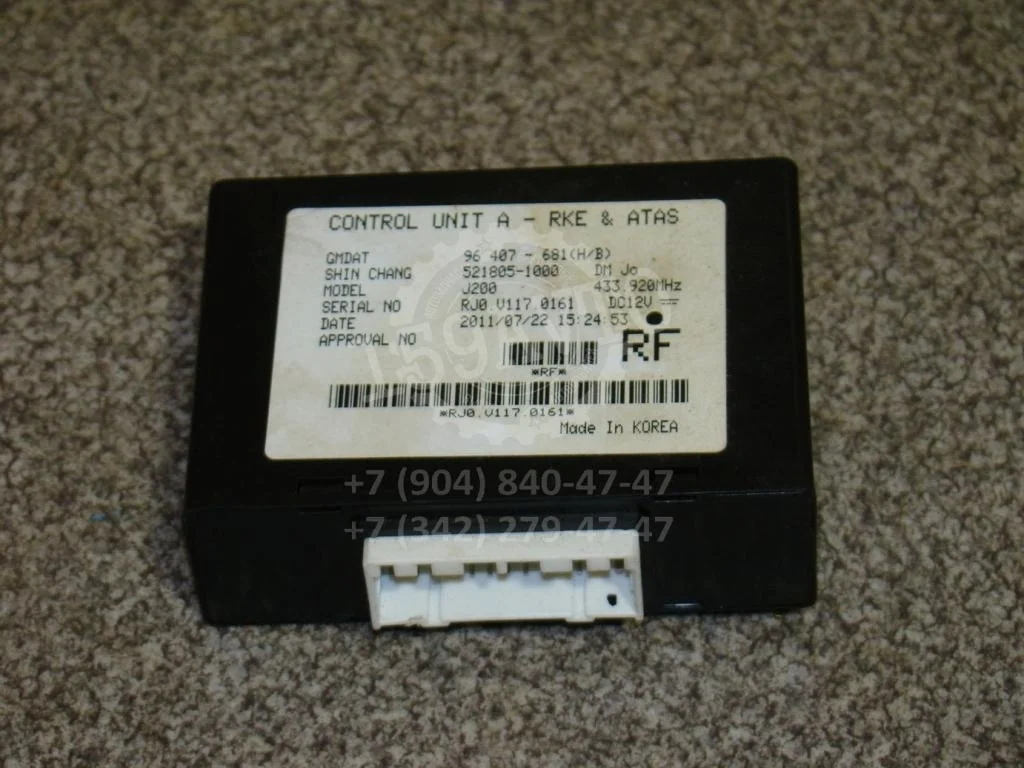 CONTROL UNIT A - RKE & ATAS
GMDAT 96 407 - 681(H/B)
SHIN CHANG 521805-1000 DM Jo
MODEL J200 433.920MHz
SERIAL NO RJ0.V117.0161 DC12V
DATE 2011/07/22 15:24:53
APPROVAL NO
RF
*RF*
*RJ0.V117.0161*
Made In KOREA
+7 (904) 840-47-47
+7 (342) 279-47-47